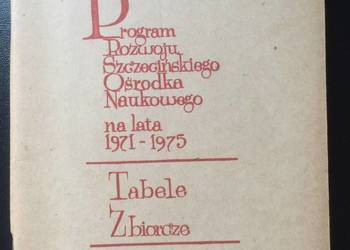 Program
Rozwoju
Szczecińskiego
Ośrodka
Naukowego
na lata
1971-1975
Tabele
Zbiorcze